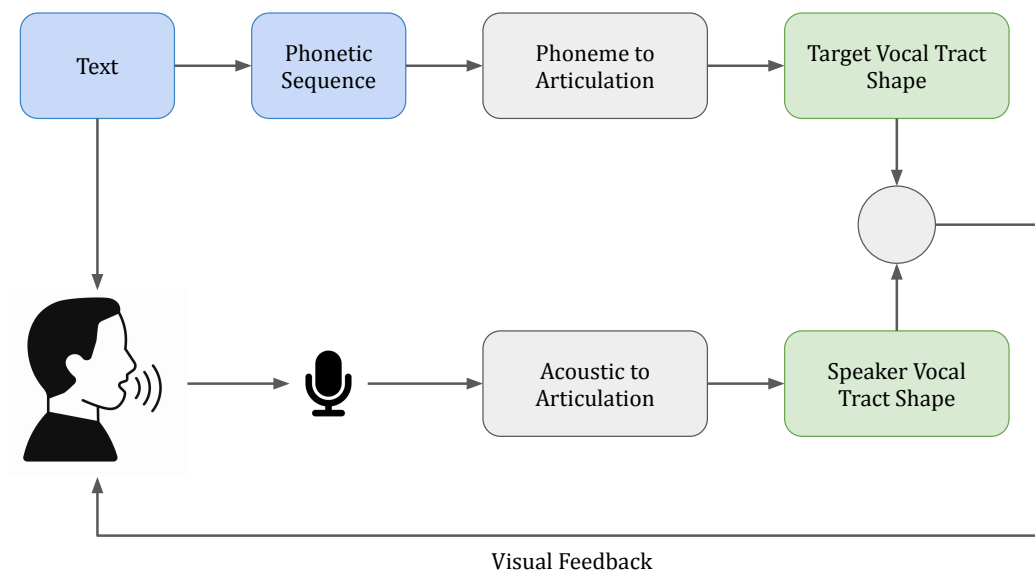 Text
Phonetic
Sequence
Phoneme to
Articulation
Target Vocal Tract
Shape
Acoustic to
Articulation
Speaker Vocal
Tract Shape
Visual Feedback